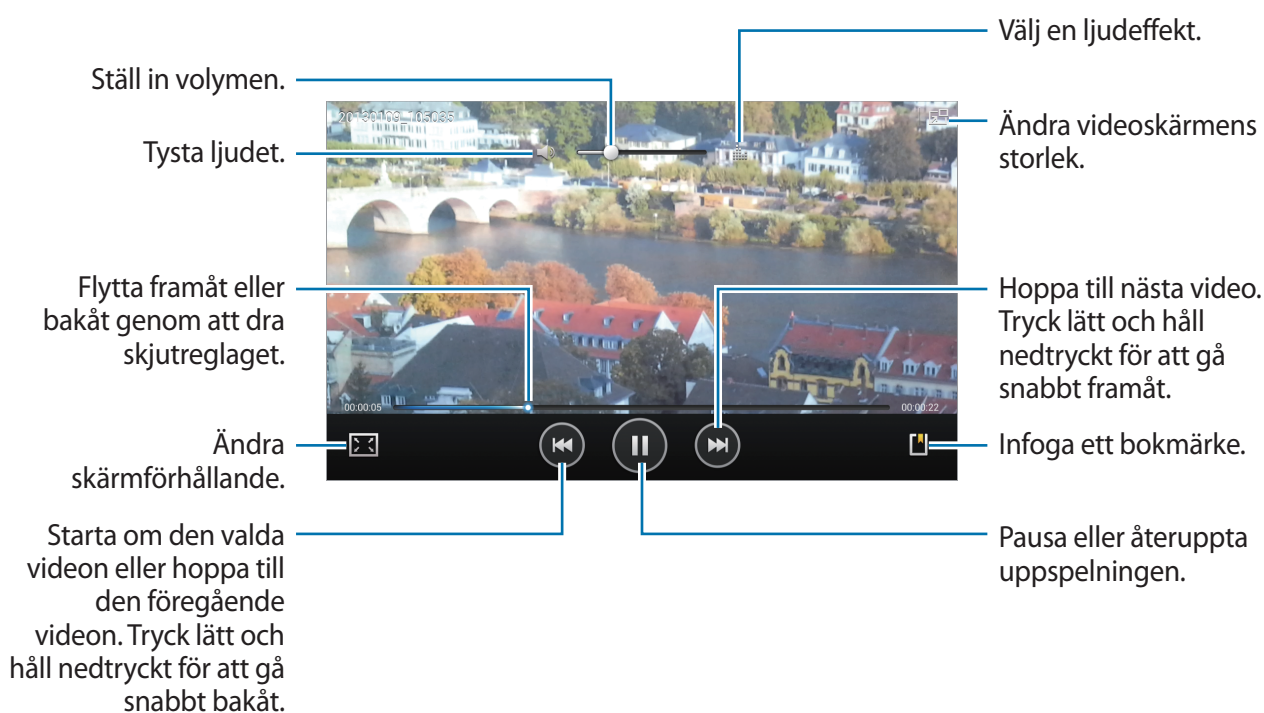 Välj en ljudeffekt.
Ställ in volymen.
20130109_105035
Ändra videoskärmens
storlek.
Tysta ljudet.
Flytta framåt eller
bakåt genom att dra
skjutreglaget.
Hoppa till nästa video.
Tryck lätt och håll
nedtryckt för att gå
snabbt framåt.
00:00:05
00:00:22
Ändra
skärmförhållande.
Infoga ett bokmärke.
Starta om den valda
videon eller hoppa till
den föregående
videon. Tryck lätt och
håll nedtryckt för att gå
snabbt bakåt.
Pausa eller återuppta
uppspelningen.